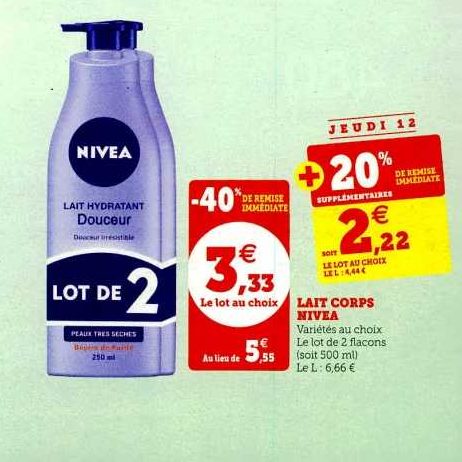 NIVEA
LAIT HYDRATANT
Douceur
Douceur Irrésistible
LOT DE 2
PEAUX TRES SECHES
Beurre de Karité
250 ml
-40% DE REMISE
IMMÉDIATE
3€,33
Le lot au choix
Au lieu de 5€,55
JEUDI 12
+20% DE REMISE
IMMÉDIATE
SUPPLÉMENTAIRES
SOIT 2€,22
LE LOT AU CHOIX
LE L : 4,44 €
LAIT CORPS
NIVEA
Variétés au choix
Le lot de 2 flacons
(soit 500 ml)
Le L : 6,66 €